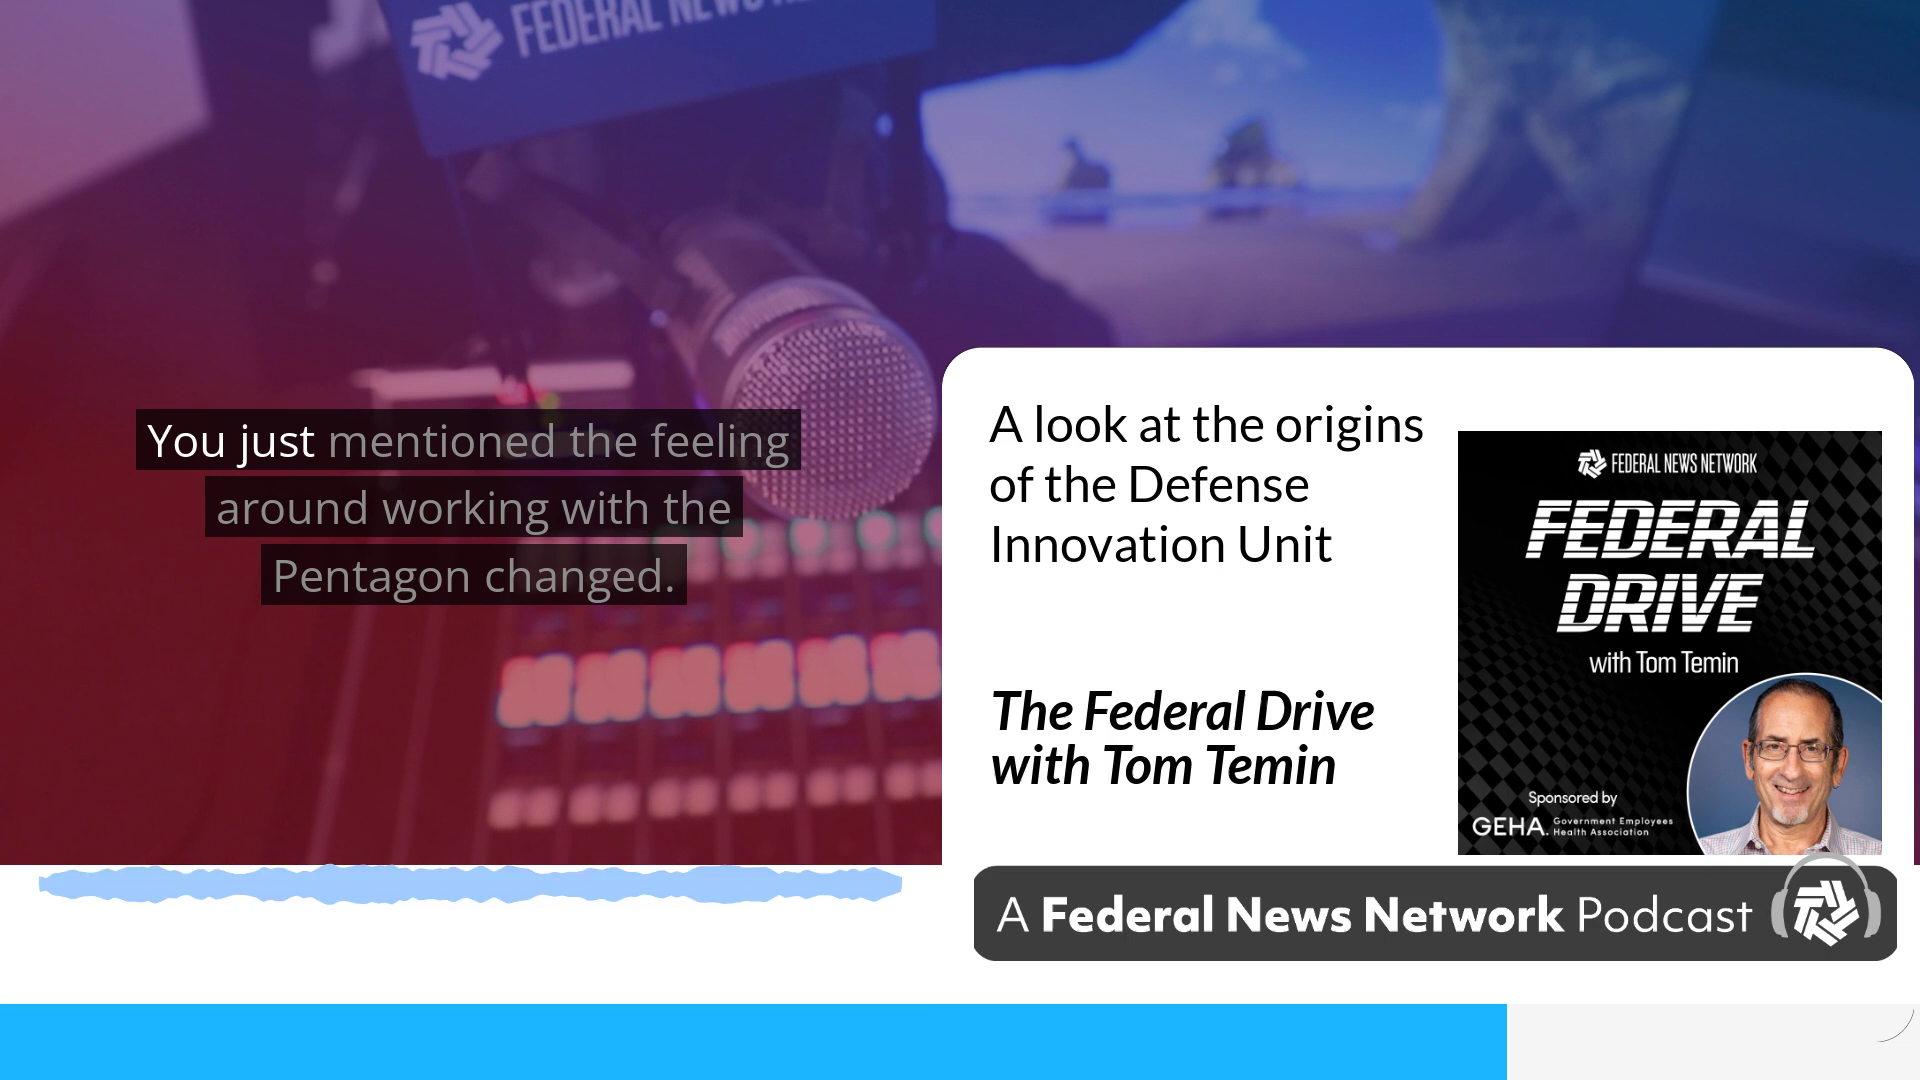 FEDERAL NEWS
You just mentioned the feeling
around working with the
Pentagon changed.
A look at the origins
of the Defense
Innovation Unit
The Federal Drive
with Tom Temin
FEDERAL NEWS NETWORK
FEDERAL
DRIVE
with Tom Temin
Sponsored by
GEHA. Government Employees
Health Association
A Federal News Network Podcast